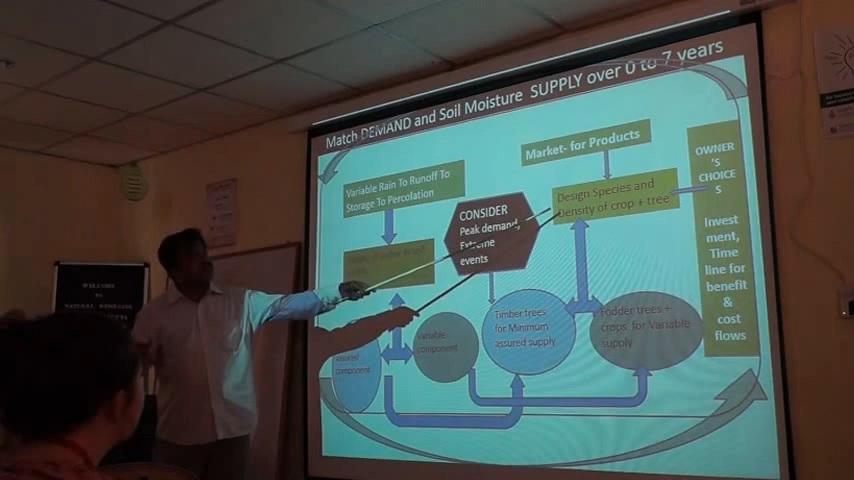 Match DEMAND and Soil Moisture SUPPLY over 0 to 7 years
Market- for Products
Variable Rain To Runoff To
Storage To Percolation
CONSIDER
Peak demand,
Extreme
events
Design Species and
Density of crop + tree
OWNER
'S
CHOICE
S
Invest
ment,
Time
line for
benefit
&
cost
flows
Assured
component
Variable
component
Timber trees
for Minimum
assured supply
Fodder trees +
crops for Variable
supply
WELCOME
TO